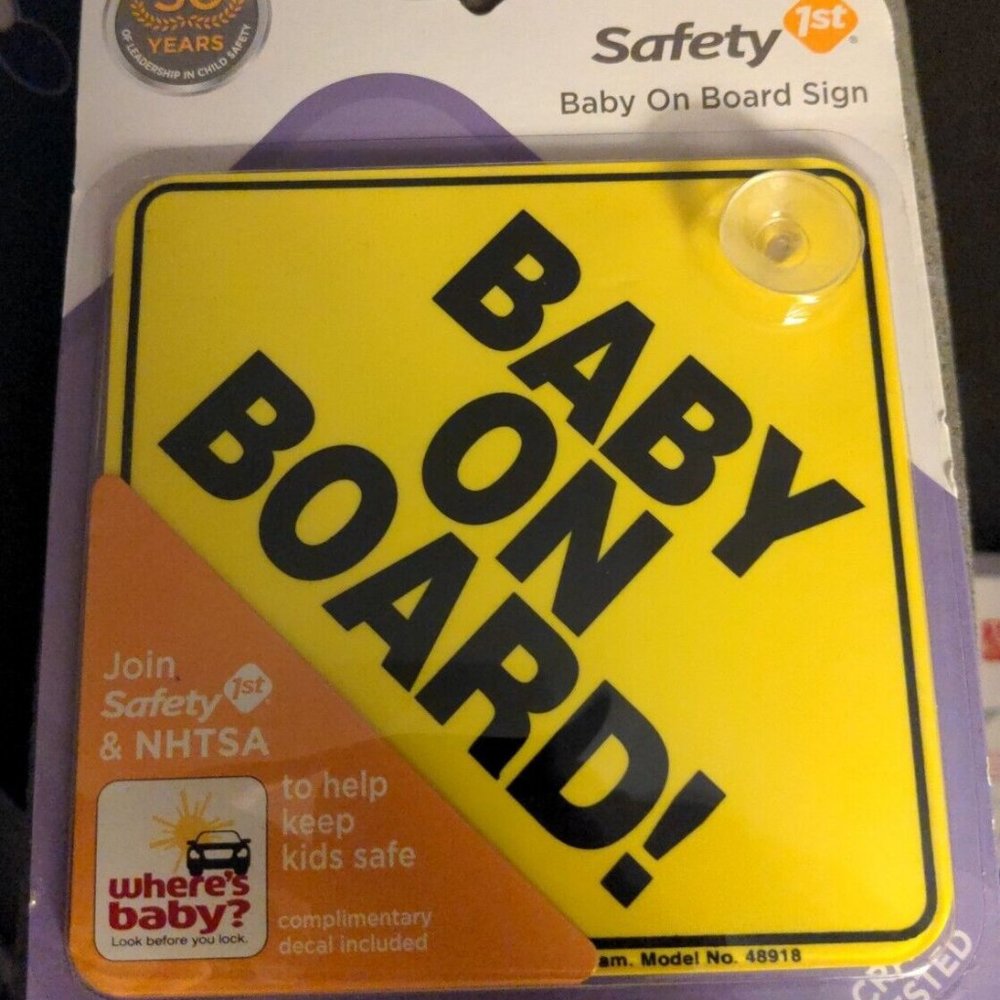 YEARS
OF LEADERSHIP IN CHILD SAFETY
Safety 1st
Baby On Board Sign
BABY
ON
BOARD!
Join
Safety 1st
& NHTSA
to help
keep
kids safe
where's
baby?
Look before you lock.
complimentary
decal included
am. Model No. 48918